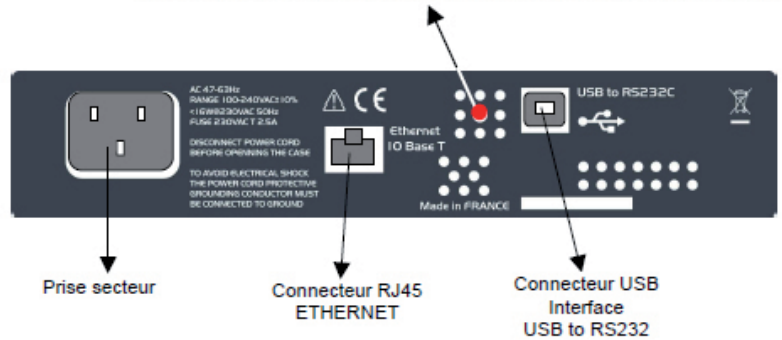 AC 47-63Hz
RANGE 100-240VAC±10%
<16W@230VAC 50Hz
FUSE 230VAC T 2.5A
DISCONNECT POWER CORD
BEFORE OPENNING THE CASE
TO AVOID ELECTRICAL SHOCK
THE POWER CORD PROTECTIVE
GROUNDING CONDUCTOR MUST
BE CONNECTED TO GROUND
CE
Ethernet
IO Base T
Made in FRANCE
USB to RS232C
Prise secteur
Connecteur RJ45
ETHERNET
Connecteur USB
Interface
USB to RS232